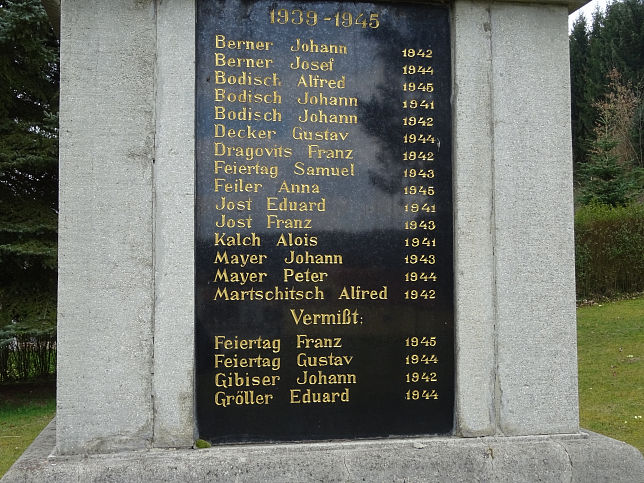 1939-1945
Berner Johann 1942
Berner Josef 1944
Bodisch Alfred 1945
Bodisch Johann 1941
Bodisch Johann 1942
Decker Gustav 1944
Dragovits Franz 1942
Feiertag Samuel 1943
Feiler Anna 1945
Jost Eduard 1941
Jost Franz 1943
Kalch Alois 1941
Mayer Johann 1943
Mayer Peter 1944
Martschitsch Alfred 1942
Vermißt:
Feiertag Franz 1945
Feiertag Gustav 1944
Gibiser Johann 1942
Gröller Eduard 1944